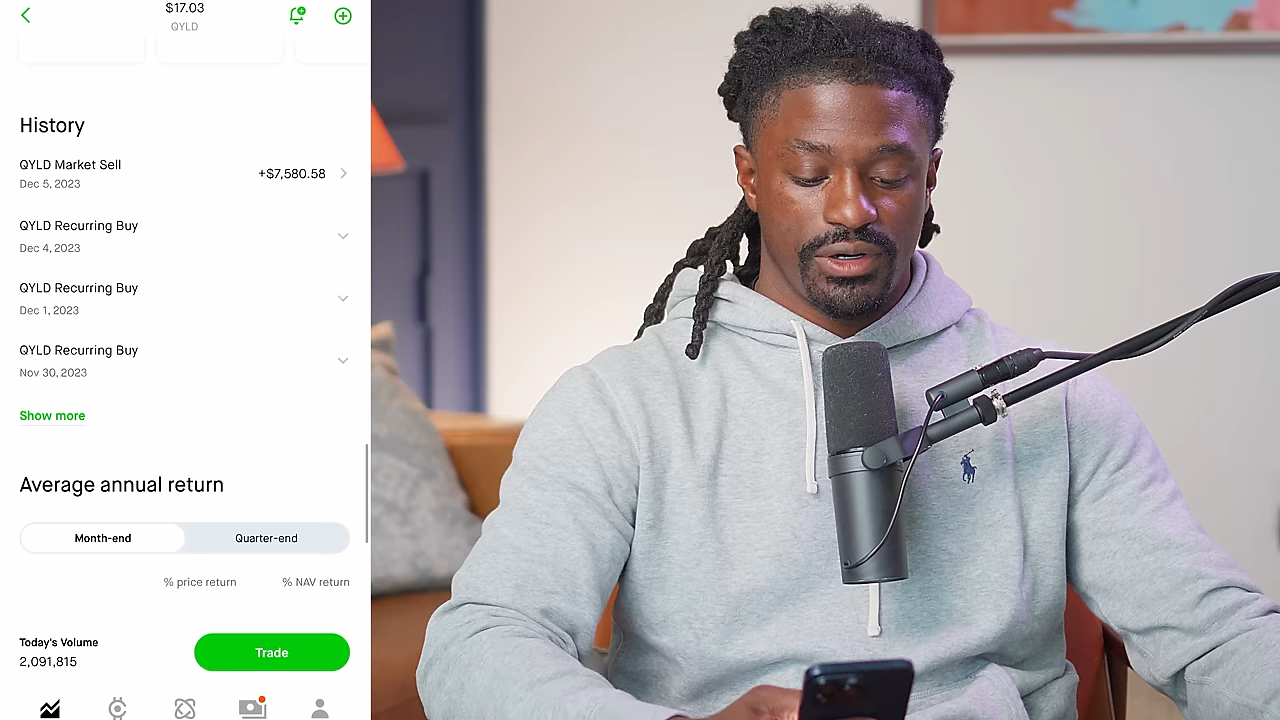 $17.03
QYLD
History
QYLD Market Sell
Dec 5, 2023
+$7,580.58
QYLD Recurring Buy
Dec 4, 2023
QYLD Recurring Buy
Dec 1, 2023
QYLD Recurring Buy
Nov 30, 2023
Show more
Average annual return
Month-end Quarter-end
% price return % NAV return
Today's Volume
2,091,815
Trade